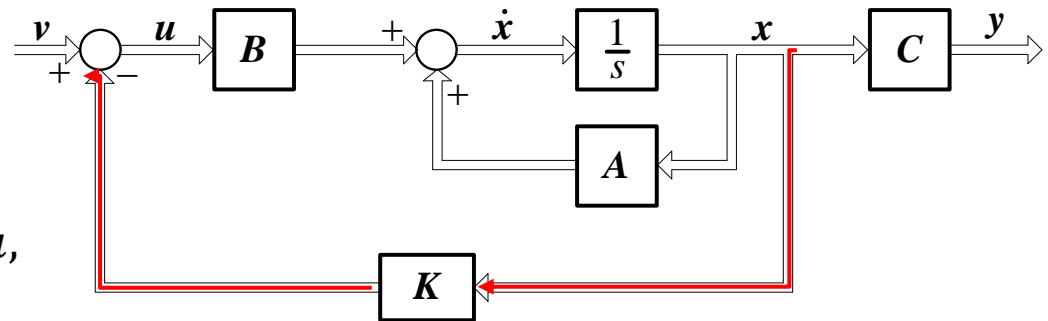 v u B + ẋ 1/s x C y
+ −
+
A
u,
K